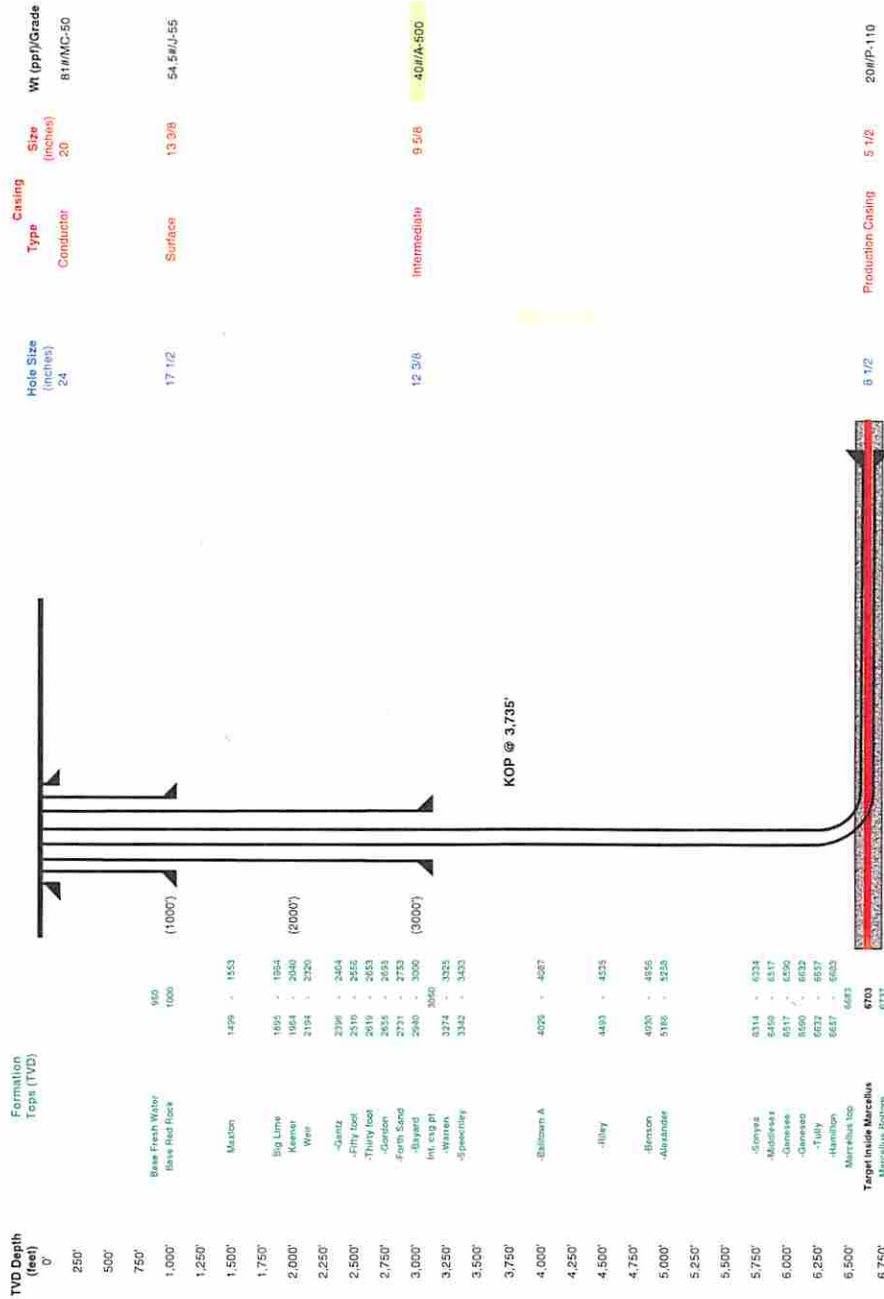 TVD Depth Formation Hole Size Casing Wt (ppf)/Grade
(feet) Tops (TVD) (inches) Type Size
(inches)
0' 24 Conductor 20 81#/MC-50
250'
500'
750'
Base Fresh Water 950
1,000' Base Red Rock 1000 (1000') 17 1/2 Surface 13 3/8 54.5#/J-55
1,250'
1,500' Maxton 1499 - 1553
1,750'
Big Lime 1895 - 1964
2,000' Keener 1964 - 2040 (2000')
Weir 2194 - 2320
2,250'
-Gantz 2396 - 2404
2,500' -Fifty foot 2510 - 2556
-Thirty foot 2619 - 2653
2,750' -Gordon 2655 - 2695
-Forth Sand 2731 - 2753
3,000' -Bayard 2940 - 3000 (3000') 12 3/8 Intermediate 9 5/8 40#/A-500
Int. csg pt 3050
3,250' -Warren 3274 - 3325
-Speechley 3342 - 3433
3,500'
3,750' KOP @ 3,735'
4,000' -Balltown A 4029 - 4087
4,250'
4,500' -Riley 4493 - 4535
4,750'
-Benson 4930 - 4956
5,000' -Alexander 5186 - 5258
5,250'
5,500'
5,750' -Sonyea 6314 -
-Middlesex - 6517
6,000' -Genesee 6517 - 6590
6590 - 6632
6,250' -Tully 6632 - 6657
-Hamilton 6657 - 6683
6,500' Marcellus top 6683
Target Inside Marcellus 6703 8 1/2 Production Casing 5 1/2 20#/P-110
6,750' Marcellus Bottom 6737